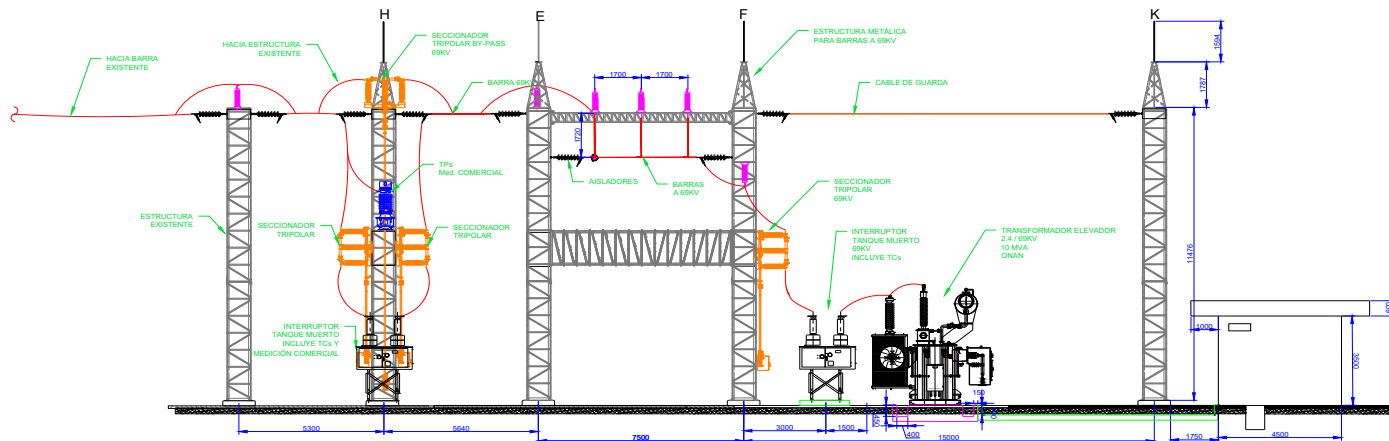 H
E
F
K
SECCIONADOR
TRIPOLAR BY-PASS
69KV
HACIA ESTRUCTURA
EXISTENTE
HACIA BARRA
EXISTENTE
BARRA 69KV
1700
1700
ESTRUCTURA METÁLICA
PARA BARRAS A 69KV
CABLE DE GUARDA
1594
1787
1720
TPs
Med. COMERCIAL
AISLADORES
BARRAS
A 69KV
SECCIONADOR
TRIPOLAR
69KV
ESTRUCTURA
EXISTENTE
SECCIONADOR
TRIPOLAR
SECCIONADOR
TRIPOLAR
INTERRUPTOR
TANQUE MUERTO
69KV
INCLUYE TCs
TRANSFORMADOR ELEVADOR
2.4 / 69KV
10 MVA
ONAN
11476
INTERRUPTOR
TANQUE MUERTO
INCLUYE TCs Y
MEDICIÓN COMERCIAL
1000
3500
150
450
400
5300
5640
7500
3000
1500
15000
1750
4500